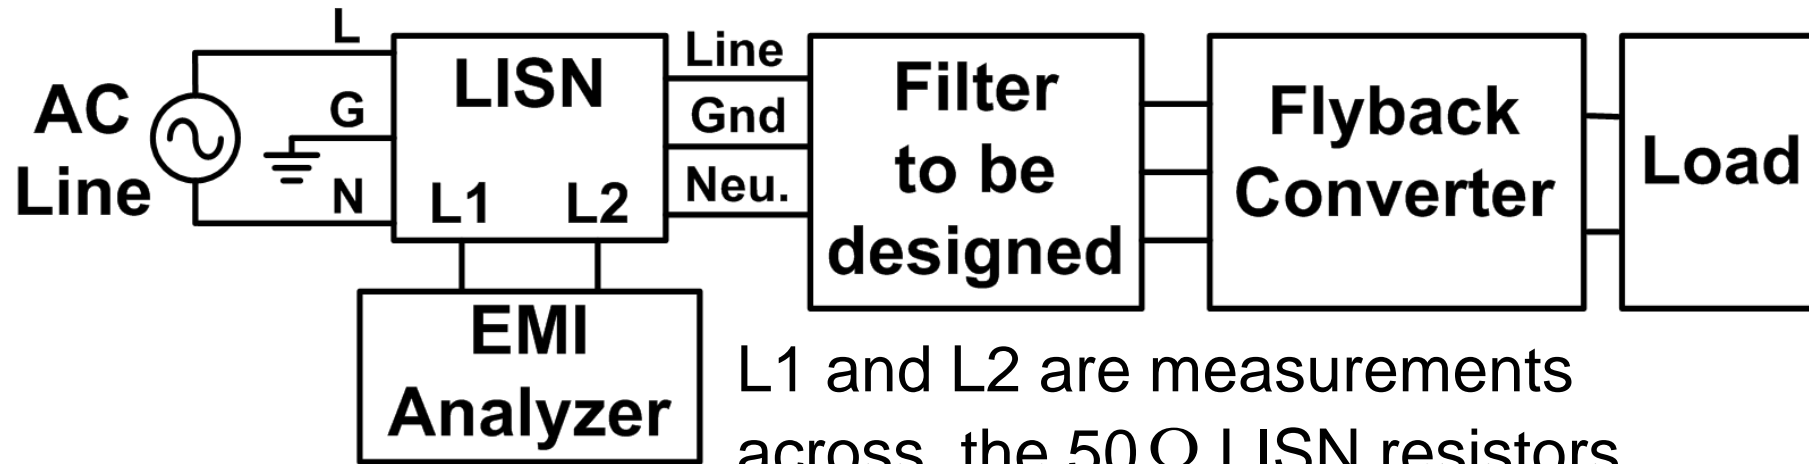 AC
Line
L
G
N
LISN
L1 L2
EMI
Analyzer
Line
Gnd
Neu.
Filter
to be
designed
Flyback
Converter
Load
L1 and L2 are measurements
across the 50Ω LISN resistors